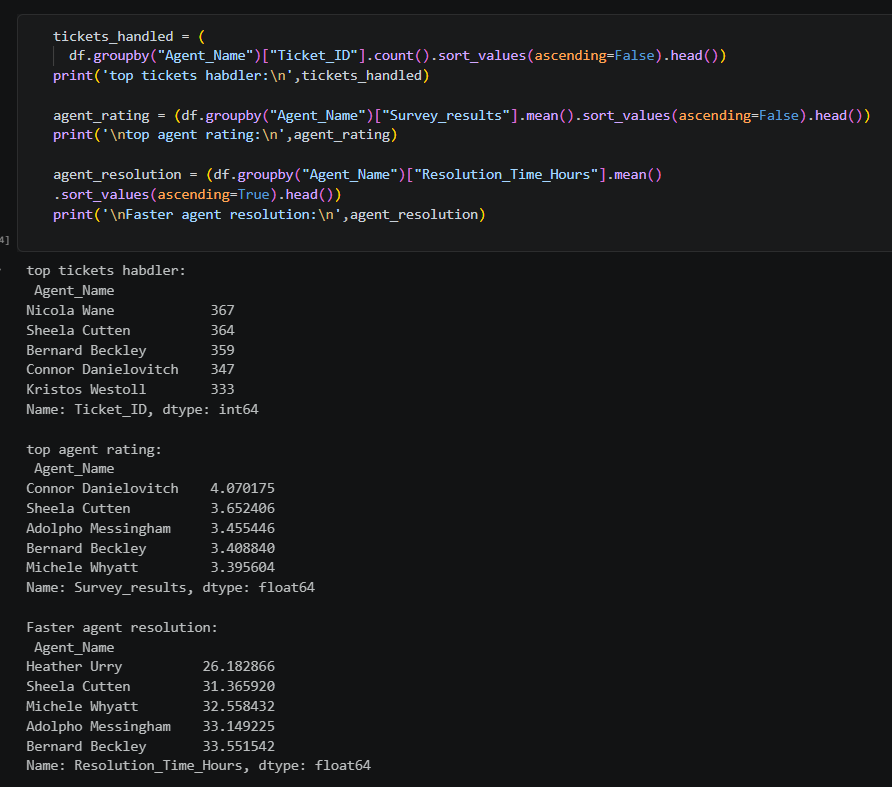 tickets_handled = (
df.groupby("Agent_Name")["Ticket_ID"].count().sort_values(ascending=False).head())
print('top tickets habdler:\n',tickets_handled)
agent_rating = (df.groupby("Agent_Name")["Survey_results"].mean().sort_values(ascending=False).head())
print('\ntop agent rating:\n',agent_rating)
agent_resolution = (df.groupby("Agent_Name")["Resolution_Time_Hours"].mean()
.sort_values(ascending=True).head())
print('\nFaster agent resolution:\n',agent_resolution)
4]
top tickets habdler:
Agent_Name
Nicola Wane 367
Sheela Cutten 364
Bernard Beckley 359
Connor Danielovitch 347
Kristos Westoll 333
Name: Ticket_ID, dtype: int64
top agent rating:
Agent_Name
Connor Danielovitch 4.070175
Sheela Cutten 3.652406
Adolpho Messingham 3.455446
Bernard Beckley 3.408840
Michele Whyatt 3.395604
Name: Survey_results, dtype: float64
Faster agent resolution:
Agent_Name
Heather Urry 26.182866
Sheela Cutten 31.365920
Michele Whyatt 32.558432
Adolpho Messingham 33.149225
Bernard Beckley 33.551542
Name: Resolution_Time_Hours, dtype: float64